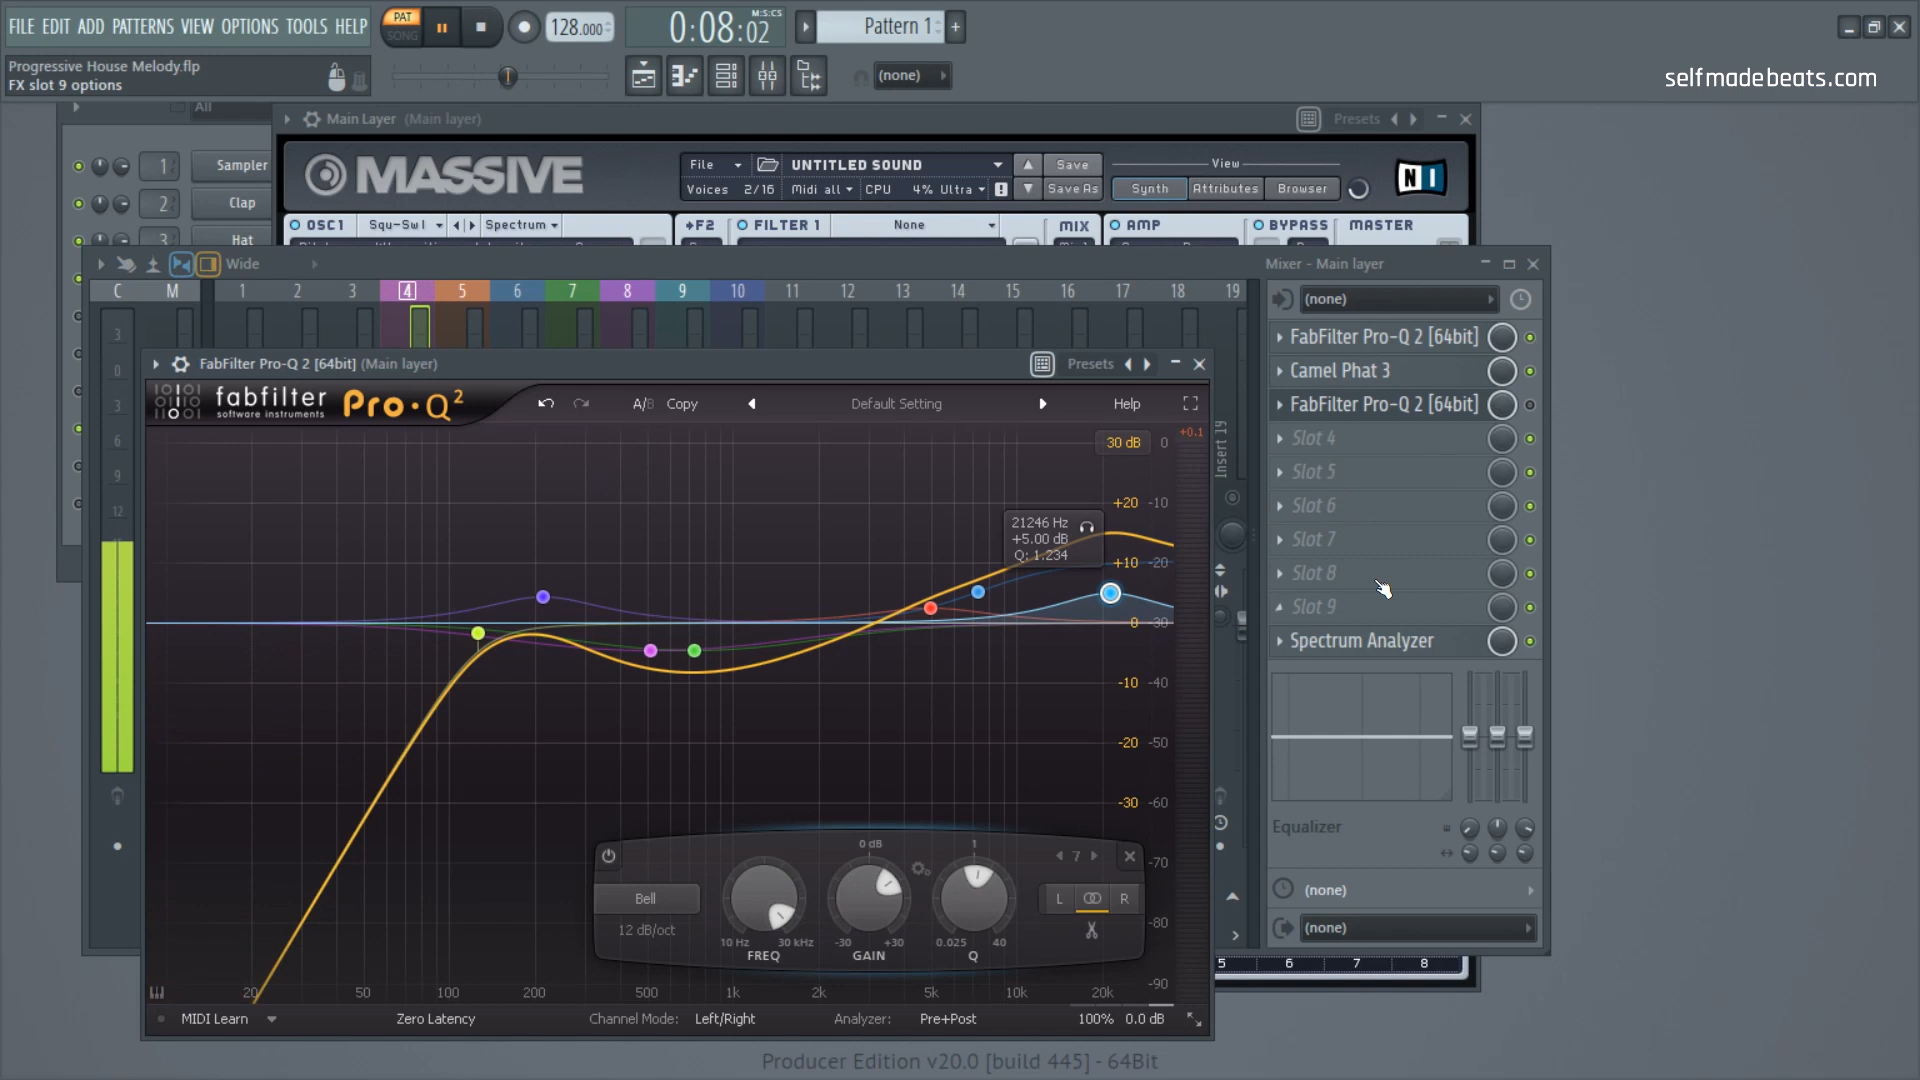 FILE EDIT ADD PATTERNS VIEW OPTIONS TOOLS HELP
PAT
SONG
128.000
M:S:CS
0:08:02
Pattern 1
Progressive House Melody.flp
FX slot 9 options
(none)
selfmadebeats.com
All
Main Layer (Main layer)
Presets
MASSIVE
File
UNTITLED SOUND
Save
View
Voices 2/16 Midi all CPU 4% Ultra
Save As
Synth Attributes Browser
NI
1 Sampler
2 Clap
3 Hat
OSC1 Squ-Sw1 Spectrum
F2
FILTER 1 None
MIX
AMP
BYPASS
MASTER
Wide
Mixer - Main layer
C M 1 2 3 4 5 6 7 8 9 10 11 12 13 14 15 16 17 18 19
(none)
FabFilter Pro-Q 2 [64bit]
Camel Phat 3
FabFilter Pro-Q 2 [64bit]
Slot 4
Slot 5
Slot 6
Slot 7
Slot 8
Slot 9
Spectrum Analyzer
Equalizer
(none)
(none)
3
0
3
6
9
12
Insert 19
FabFilter Pro-Q 2 [64bit] (Main layer)
Presets
fabfilter
software instruments
Pro·Q2
A/B Copy
Default Setting
Help
30 dB 0
+0.1
+20 -10
+10 -20
0 -30
-10 -40
-20 -50
-30 -60
-70
-80
-90
21246 Hz
+5.00 dB
Q: 1.234
0 dB
1
7
Bell
12 dB/oct
L
R
10 Hz 30 kHz
FREQ
-30 +30
GAIN
0.025 40
Q
20 50 100 200 500 1k 2k 5k 10k 20k
MIDI Learn
Zero Latency
Channel Mode: Left/Right
Analyzer: Pre+Post
100% 0.0 dB
5 6 7 8
Producer Edition v20.0 [build 445] - 64Bit